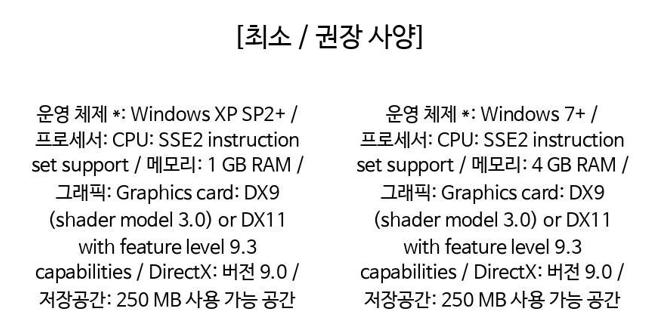 [최소 / 권장 사양]
운영 체제 *: Windows XP SP2+ /
프로세서: CPU: SSE2 instruction
set support / 메모리: 1 GB RAM /
그래픽: Graphics card: DX9
(shader model 3.0) or DX11
with feature level 9.3
capabilities / DirectX: 버전 9.0 /
저장공간: 250 MB 사용 가능 공간
운영 체제 *: Windows 7+ /
프로세서: CPU: SSE2 instruction
set support / 메모리: 4 GB RAM /
그래픽: Graphics card: DX9
(shader model 3.0) or DX11
with feature level 9.3
capabilities / DirectX: 버전 9.0 /
저장공간: 250 MB 사용 가능 공간